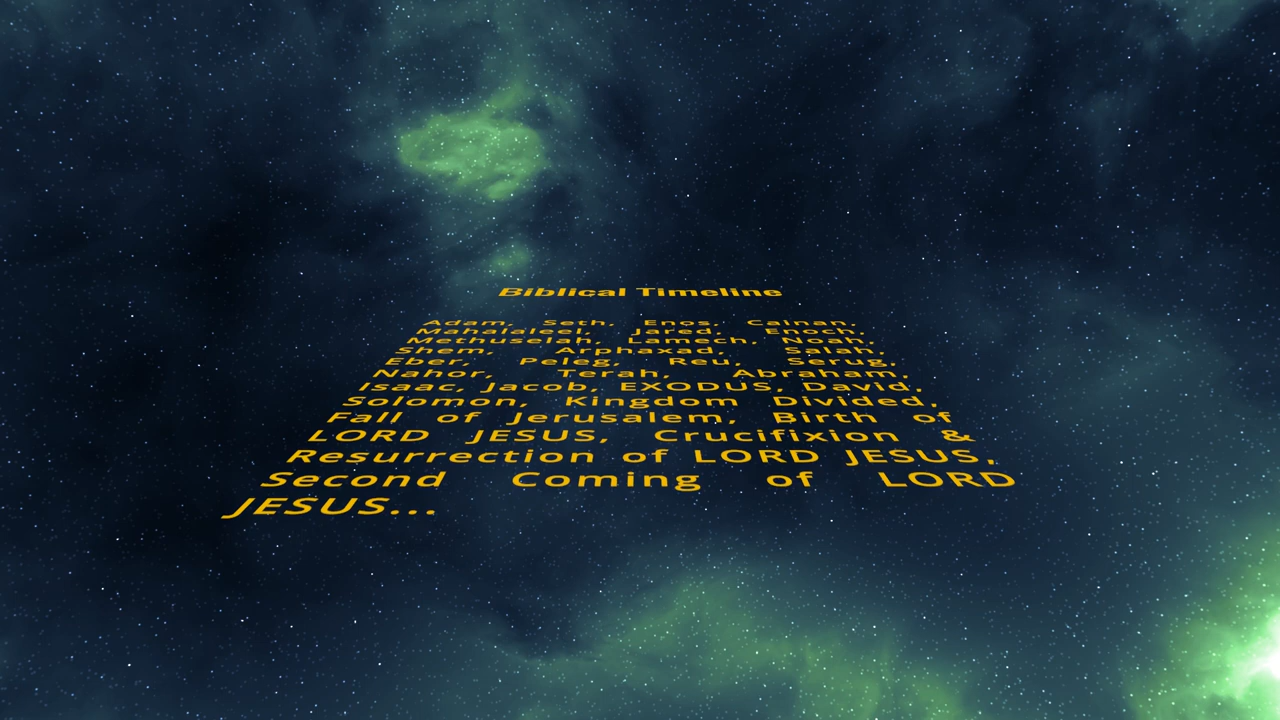 Biblical Timeline
Adam, Seth, Enos, Cainan,
Mahalaleel, Jared, Enoch,
Methuselah, Lamech, Noah,
Shem, Arphaxad, Salah,
Eber, Peleg, Reu, Serug,
Nahor, Terah, Abraham,
Isaac, Jacob, EXODUS, David,
Solomon, Kingdom Divided,
Fall of Jerusalem, Birth of
LORD JESUS, Crucifixion &
Resurrection of LORD JESUS,
Second Coming of LORD
JESUS...